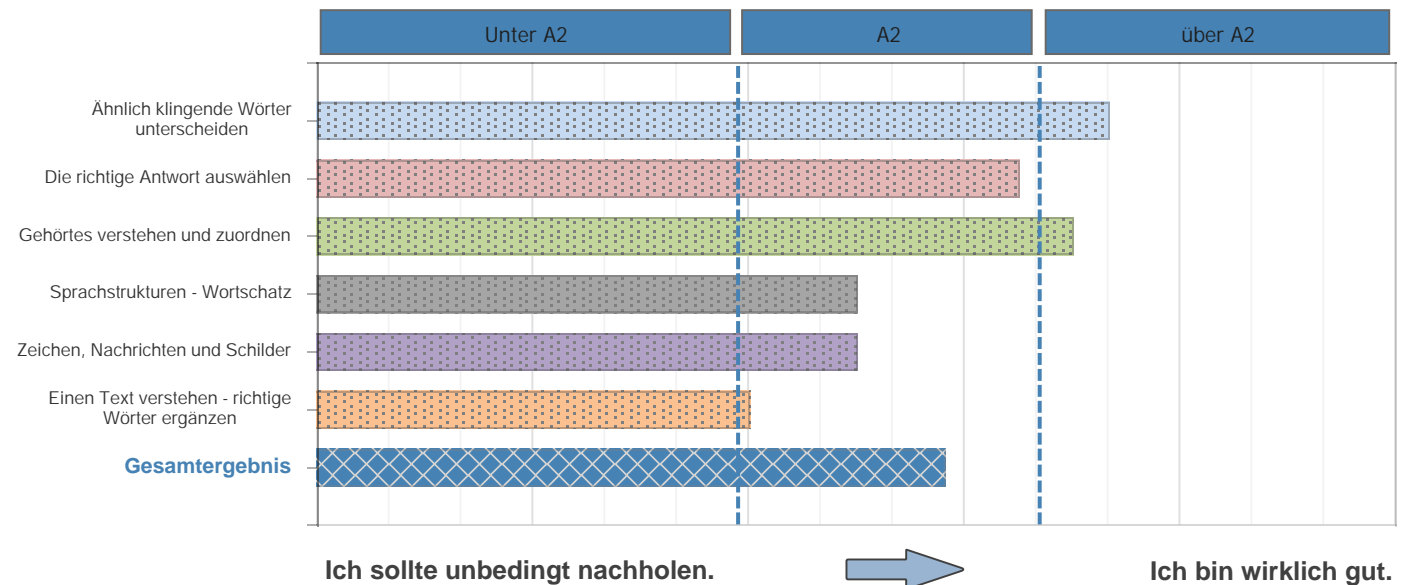 Unter A2
A2
über A2
Ähnlich klingende Wörter
unterscheiden
Die richtige Antwort auswählen
Gehörtes verstehen und zuordnen
Sprachstrukturen - Wortschatz
Zeichen, Nachrichten und Schilder
Einen Text verstehen - richtige
Wörter ergänzen
Gesamtergebnis
Ich sollte unbedingt nachholen.
Ich bin wirklich gut.